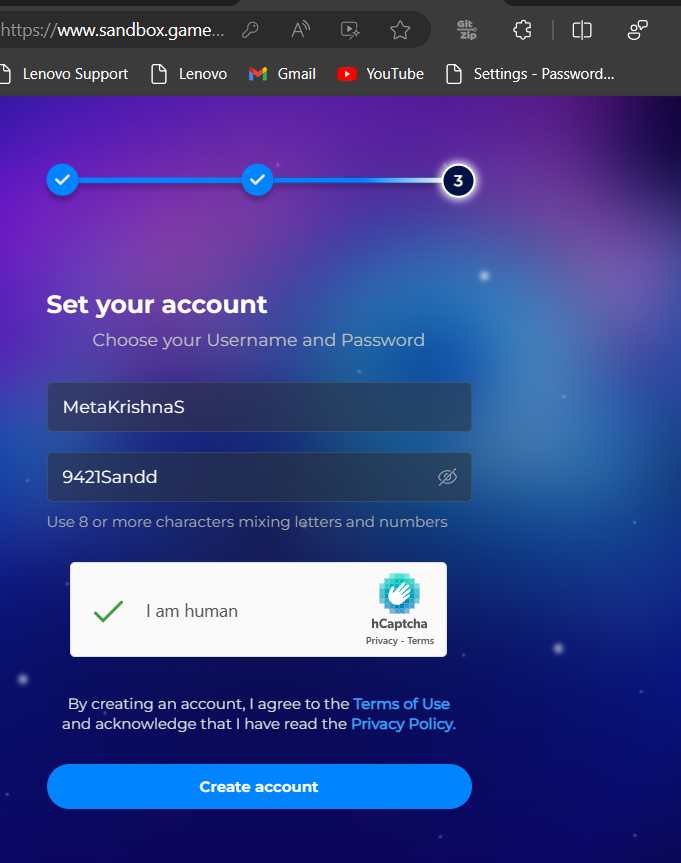 https://www.sandbox.game...
Git
Zip
Lenovo Support
Lenovo
Gmail
YouTube
Settings - Password...
3
Set your account
Choose your Username and Password
MetaKrishnaS
9421Sandd
Use 8 or more characters mixing letters and numbers
I am human
hCaptcha
Privacy - Terms
By creating an account, I agree to the Terms of Use
and acknowledge that I have read the Privacy Policy.
Create account